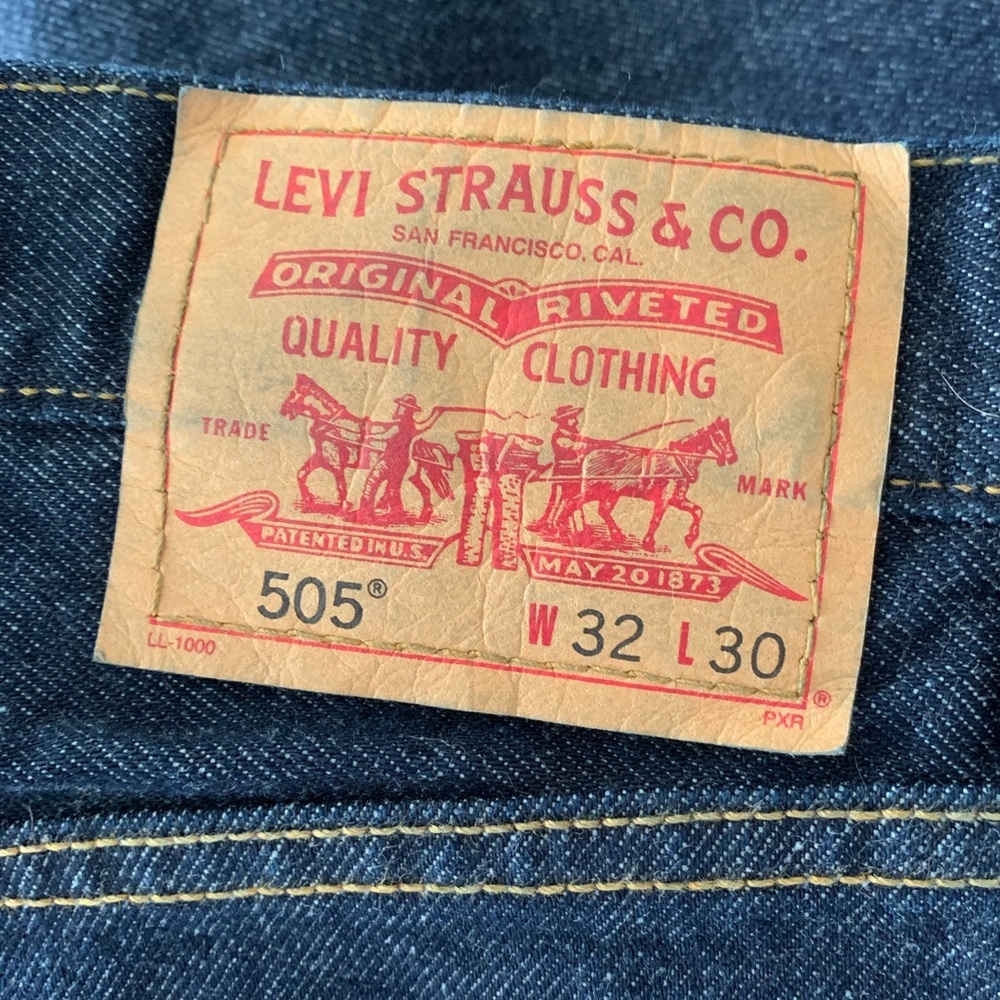 LEVI STRAUSS & CO.
SAN FRANCISCO, CAL.
ORIGINAL RIVETED
QUALITY CLOTHING
TRADE MARK
PATENTED IN U.S. MAY 20 1873
505® W 32 L 30
LL-1000 ®
PXR